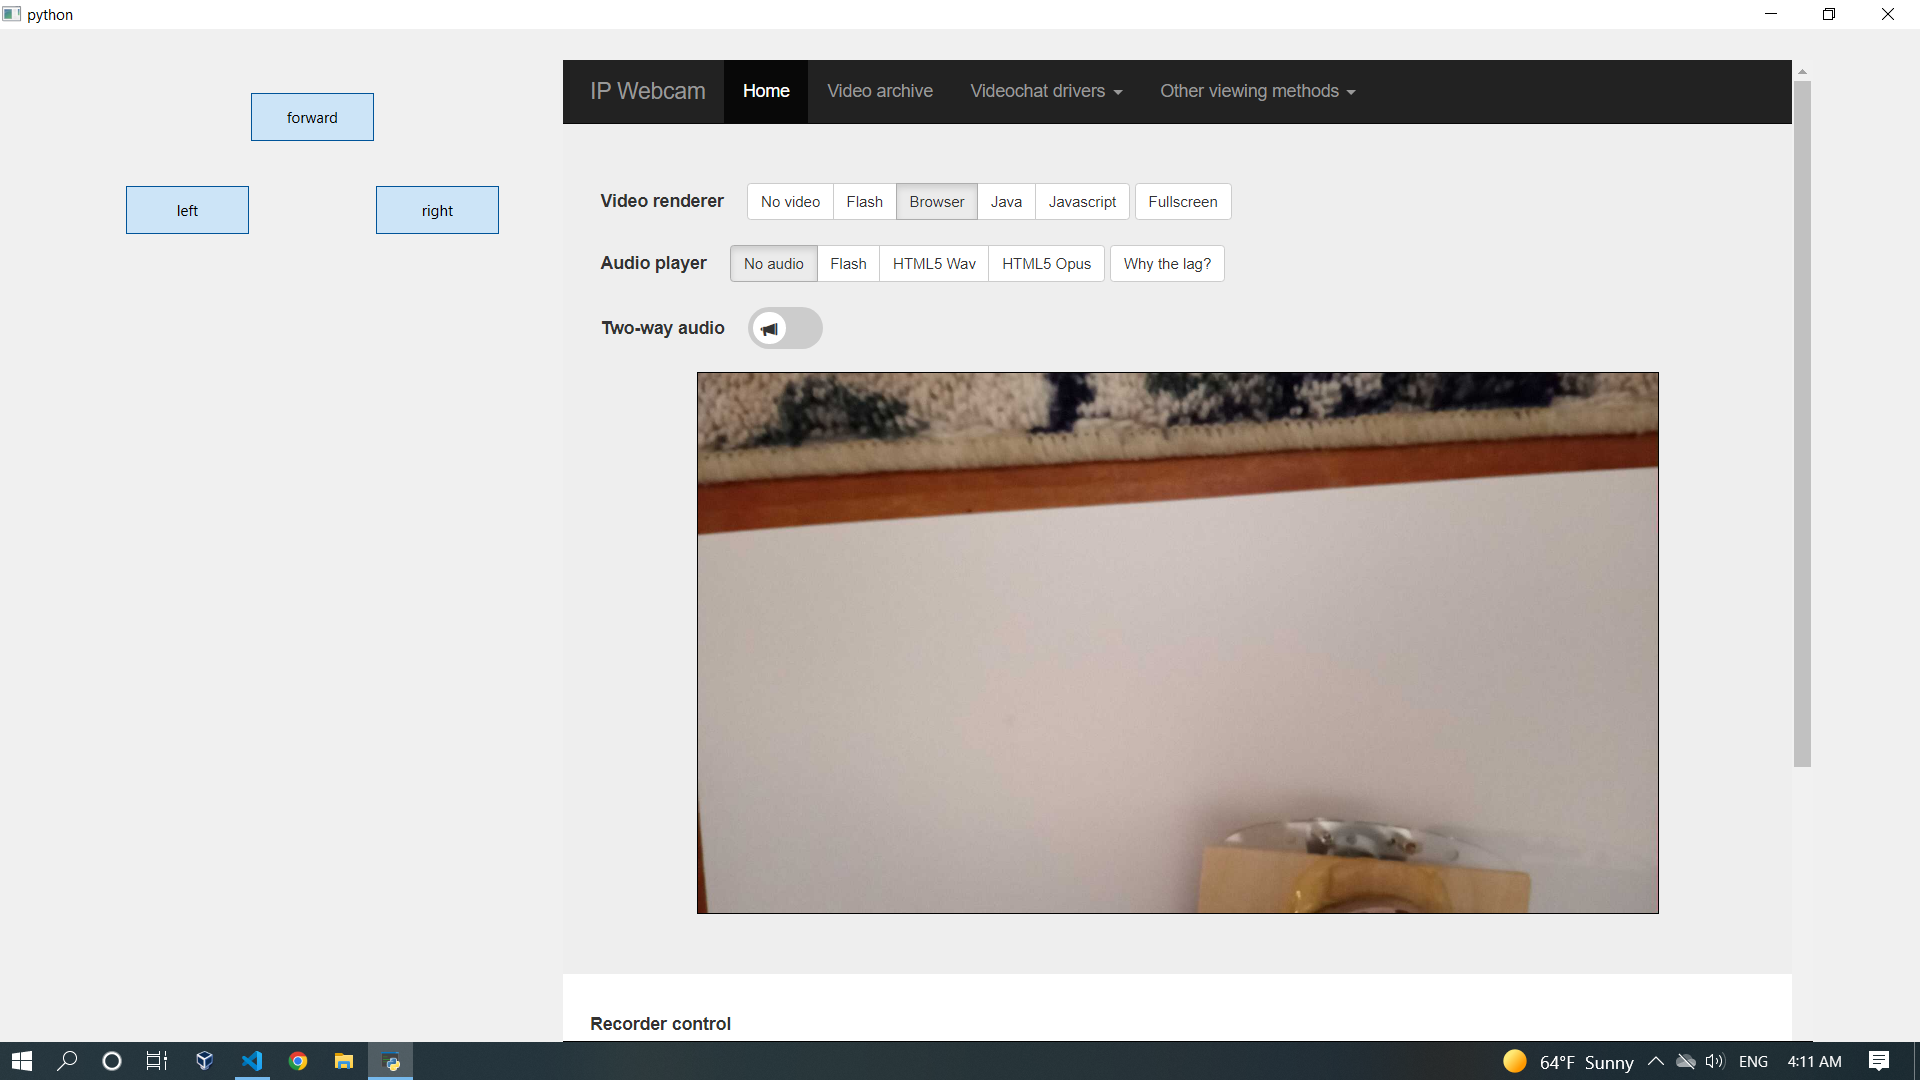 python
forward
left
right
IP Webcam Home Video archive Videochat drivers Other viewing methods
Video renderer No video Flash Browser Java Javascript Fullscreen
Audio player No audio Flash HTML5 Wav HTML5 Opus Why the lag?
Two-way audio
Recorder control
64°F Sunny ENG 4:11 AM